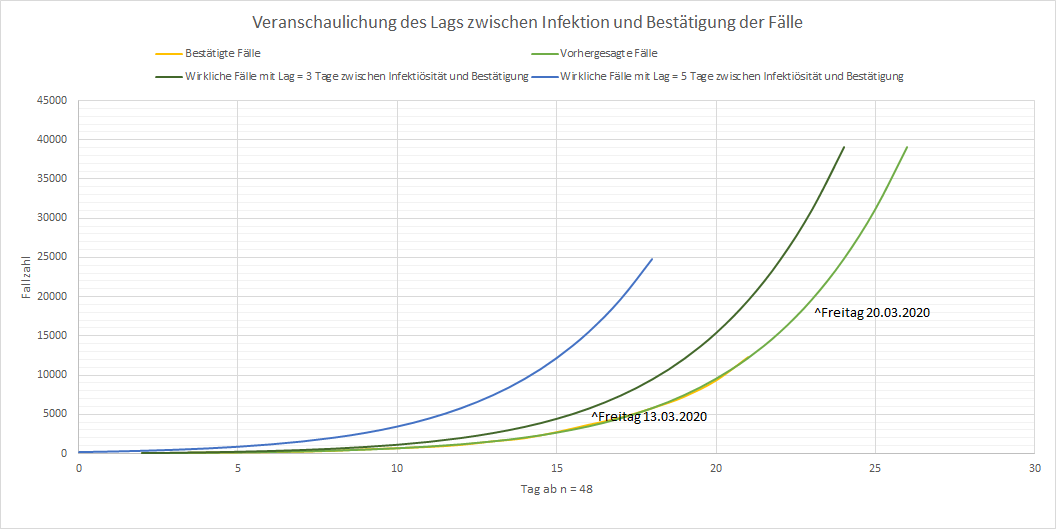 Veranschaulichung des Lags zwischen Infektion und Bestätigung der Fälle
Bestätigte Fälle
Vorhergesagte Fälle
Wirkliche Fälle mit Lag = 3 Tage zwischen Infektiösität und Bestätigung
Wirkliche Fälle mit Lag = 5 Tage zwischen Infektiösität und Bestätigung
45000
40000
35000
30000
25000
20000
15000
10000
5000
0
Fallzahl
^Freitag 20.03.2020
^Freitag 13.03.2020
0 5 10 15 20 25 30
Tag ab n = 48